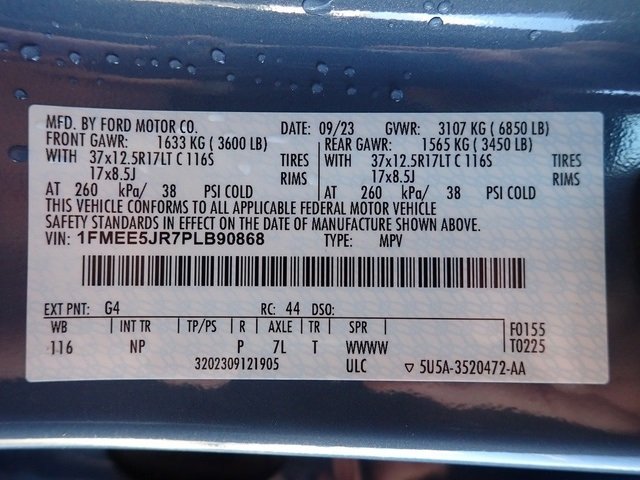 MFD. BY FORD MOTOR CO. DATE: 09/23 GVWR: 3107 KG ( 6850 LB)
FRONT GAWR: 1633 KG ( 3600 LB) REAR GAWR: 1565 KG ( 3450 LB)
WITH 37x12.5R17LT C 116S TIRES 37x12.5R17LT C 116S TIRES
17x8.5J RIMS 17x8.5J RIMS
AT 260 kPa/ 38 PSI COLD AT 260 kPa/ 38 PSI COLD
THIS VEHICLE CONFORMS TO ALL APPLICABLE FEDERAL MOTOR VEHICLE
SAFETY STANDARDS IN EFFECT ON THE DATE OF MANUFACTURE SHOWN ABOVE.
VIN: 1FMEE5JR7PLB90868 TYPE: MPV
EXT PNT: G4 RC: 44 DSO:
WB INT TR TP/PS R AXLE TR SPR F0155
116 NP P 7L T WWWW T0225
3202309121905 ULC ▽ 5U5A-3520472-AA